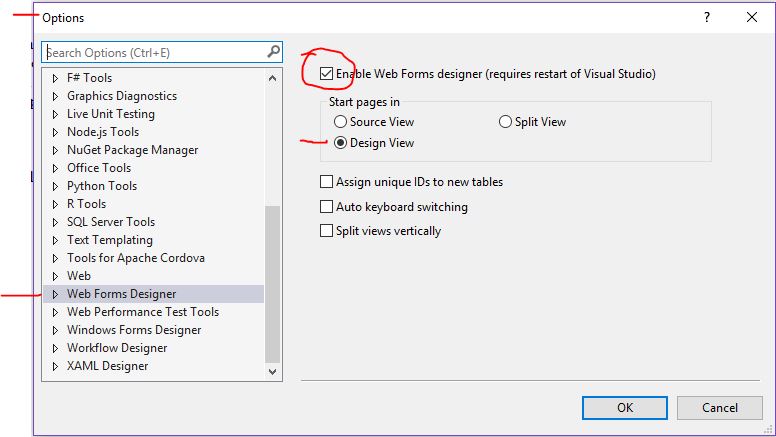 Options
Search Options (Ctrl+E)
F# Tools
Graphics Diagnostics
Live Unit Testing
Node.js Tools
NuGet Package Manager
Office Tools
Python Tools
R Tools
SQL Server Tools
Text Templating
Tools for Apache Cordova
Web
Web Forms Designer
Web Performance Test Tools
Windows Forms Designer
Workflow Designer
XAML Designer
Enable Web Forms designer (requires restart of Visual Studio)
Start pages in
Source View
Split View
Design View
Assign unique IDs to new tables
Auto keyboard switching
Split views vertically
OK
Cancel